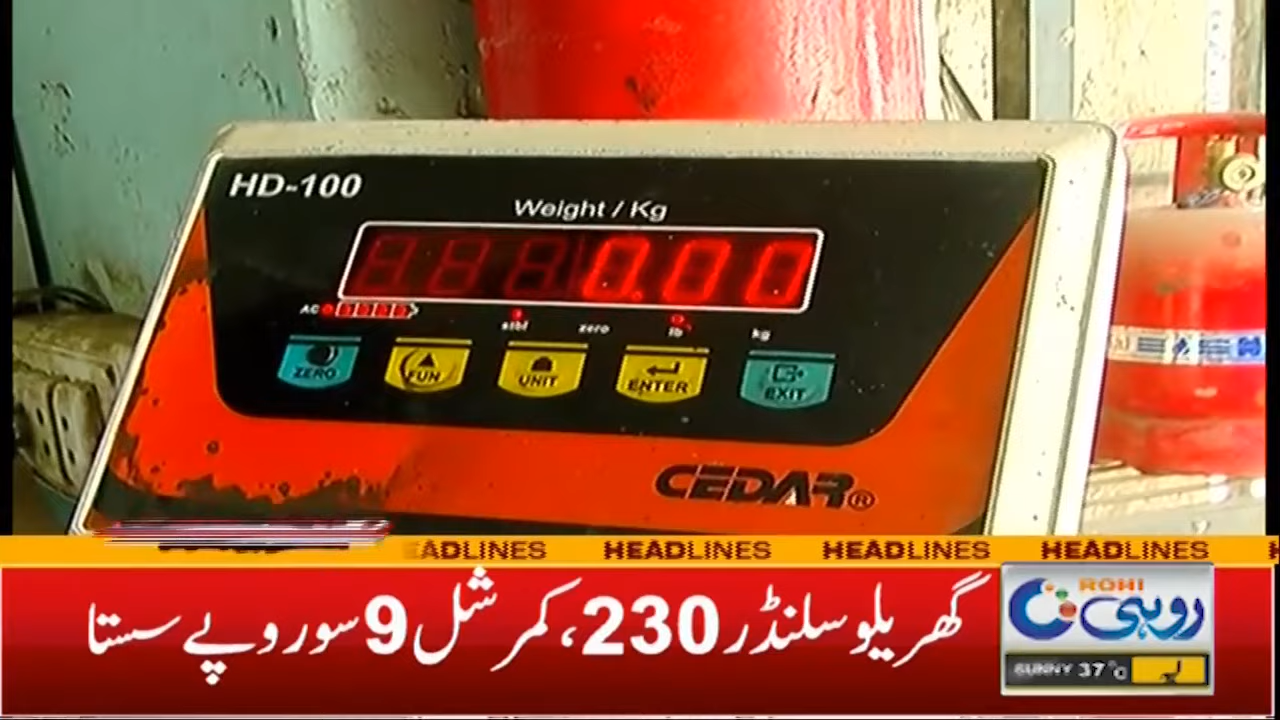 HD-100
Weight / Kg
0.00
AC
stbl zero lb kg
ZERO FUN UNIT ENTER EXIT
CEDAR®
HEADLINES HEADLINES HEADLINES
گھریلو سلنڈر 230، کمرشل 9 سو روپے سستا
ROHI
روہی
SUNNY 37°C لیہ